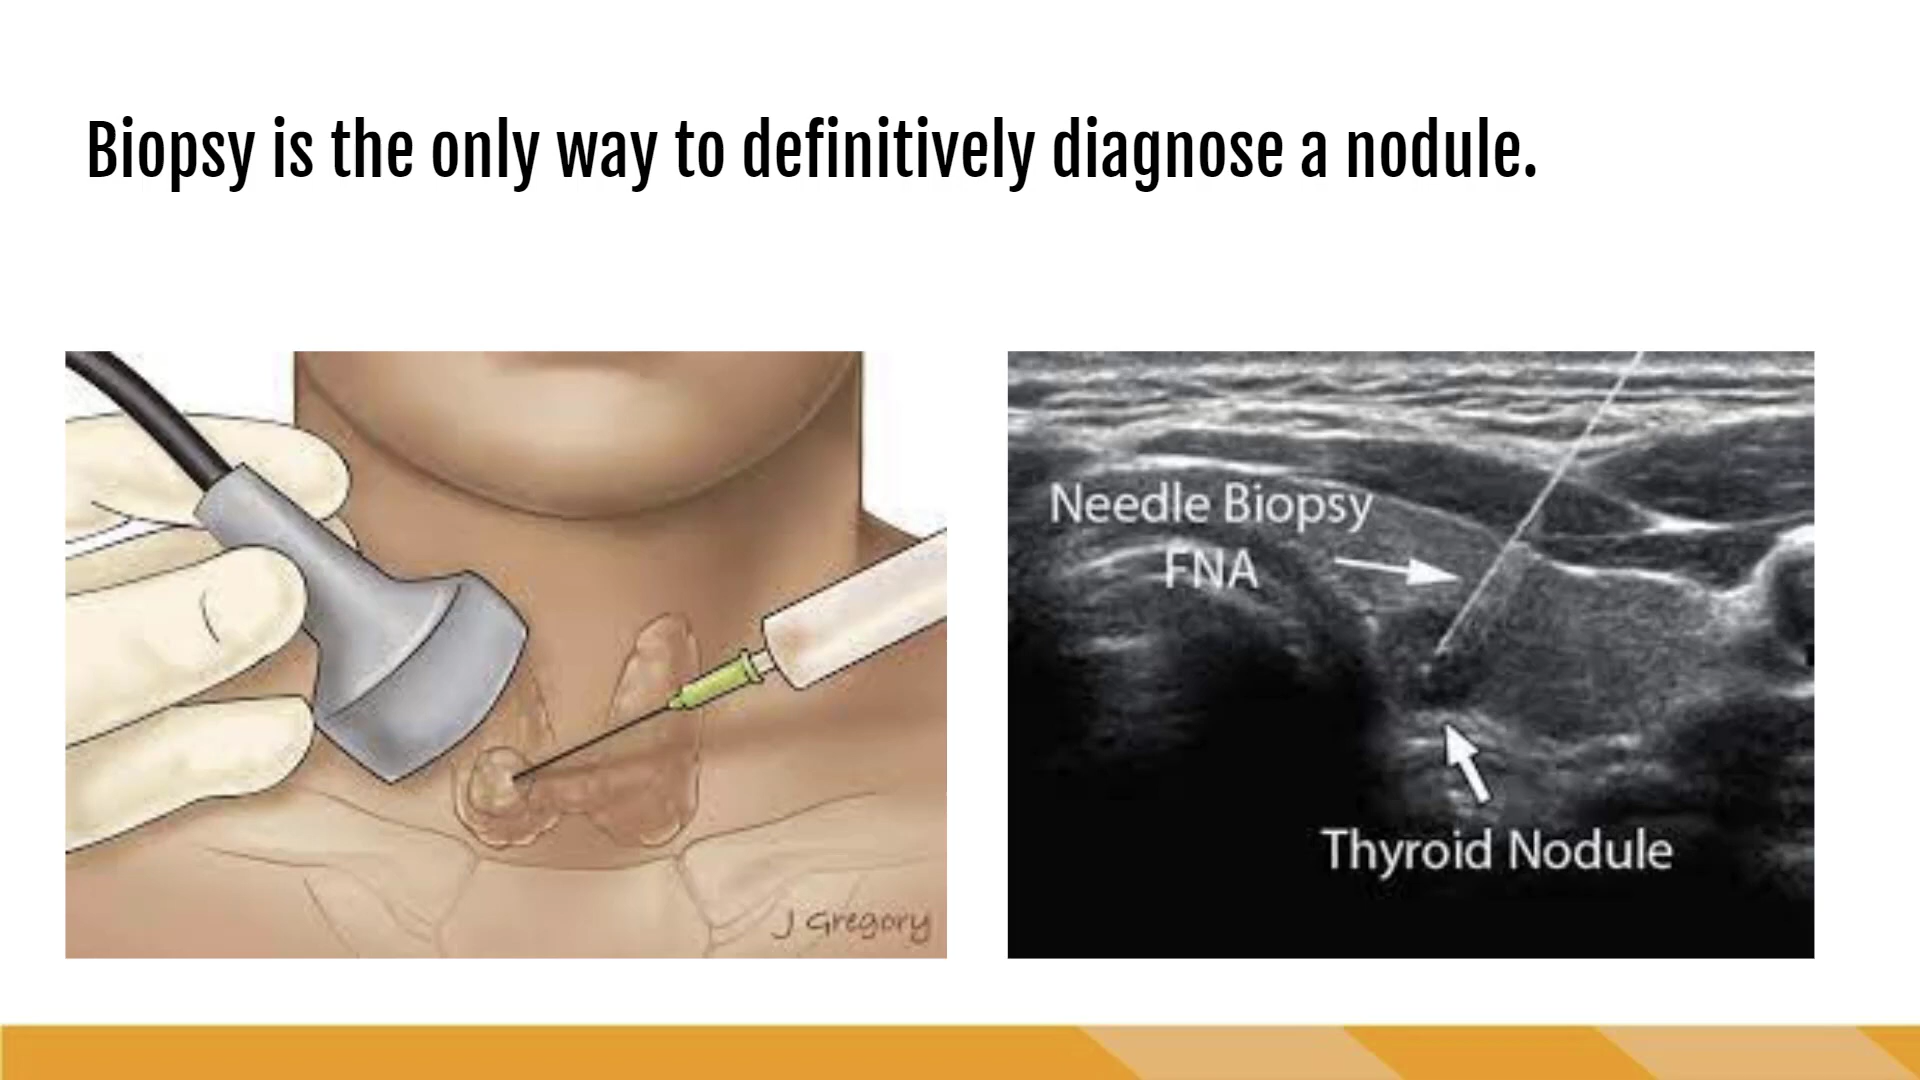 Biopsy is the only way to definitively diagnose a nodule.
J Gregory
Needle Biopsy
FNA
Thyroid Nodule